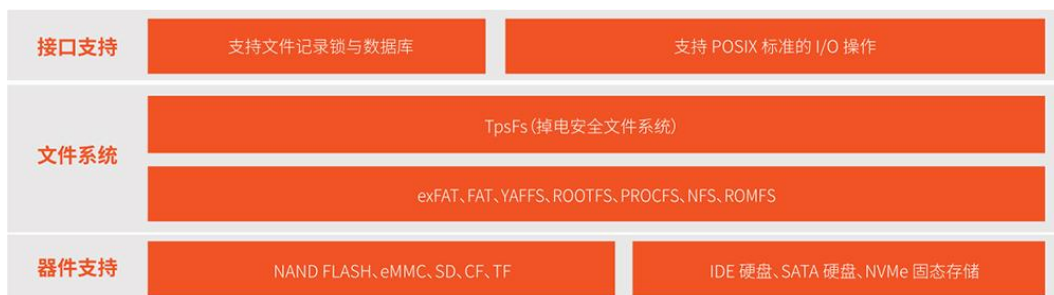 接口支持
支持文件记录锁与数据库
支持 POSIX 标准的 I/O 操作
文件系统
TpsFs（掉电安全文件系统）
exFAT、FAT、YAFFS、ROOTFS、PROCFS、NFS、ROMFS
器件支持
NAND FLASH、eMMC、SD、CF、TF
IDE 硬盘、SATA 硬盘、NVMe 固态存储